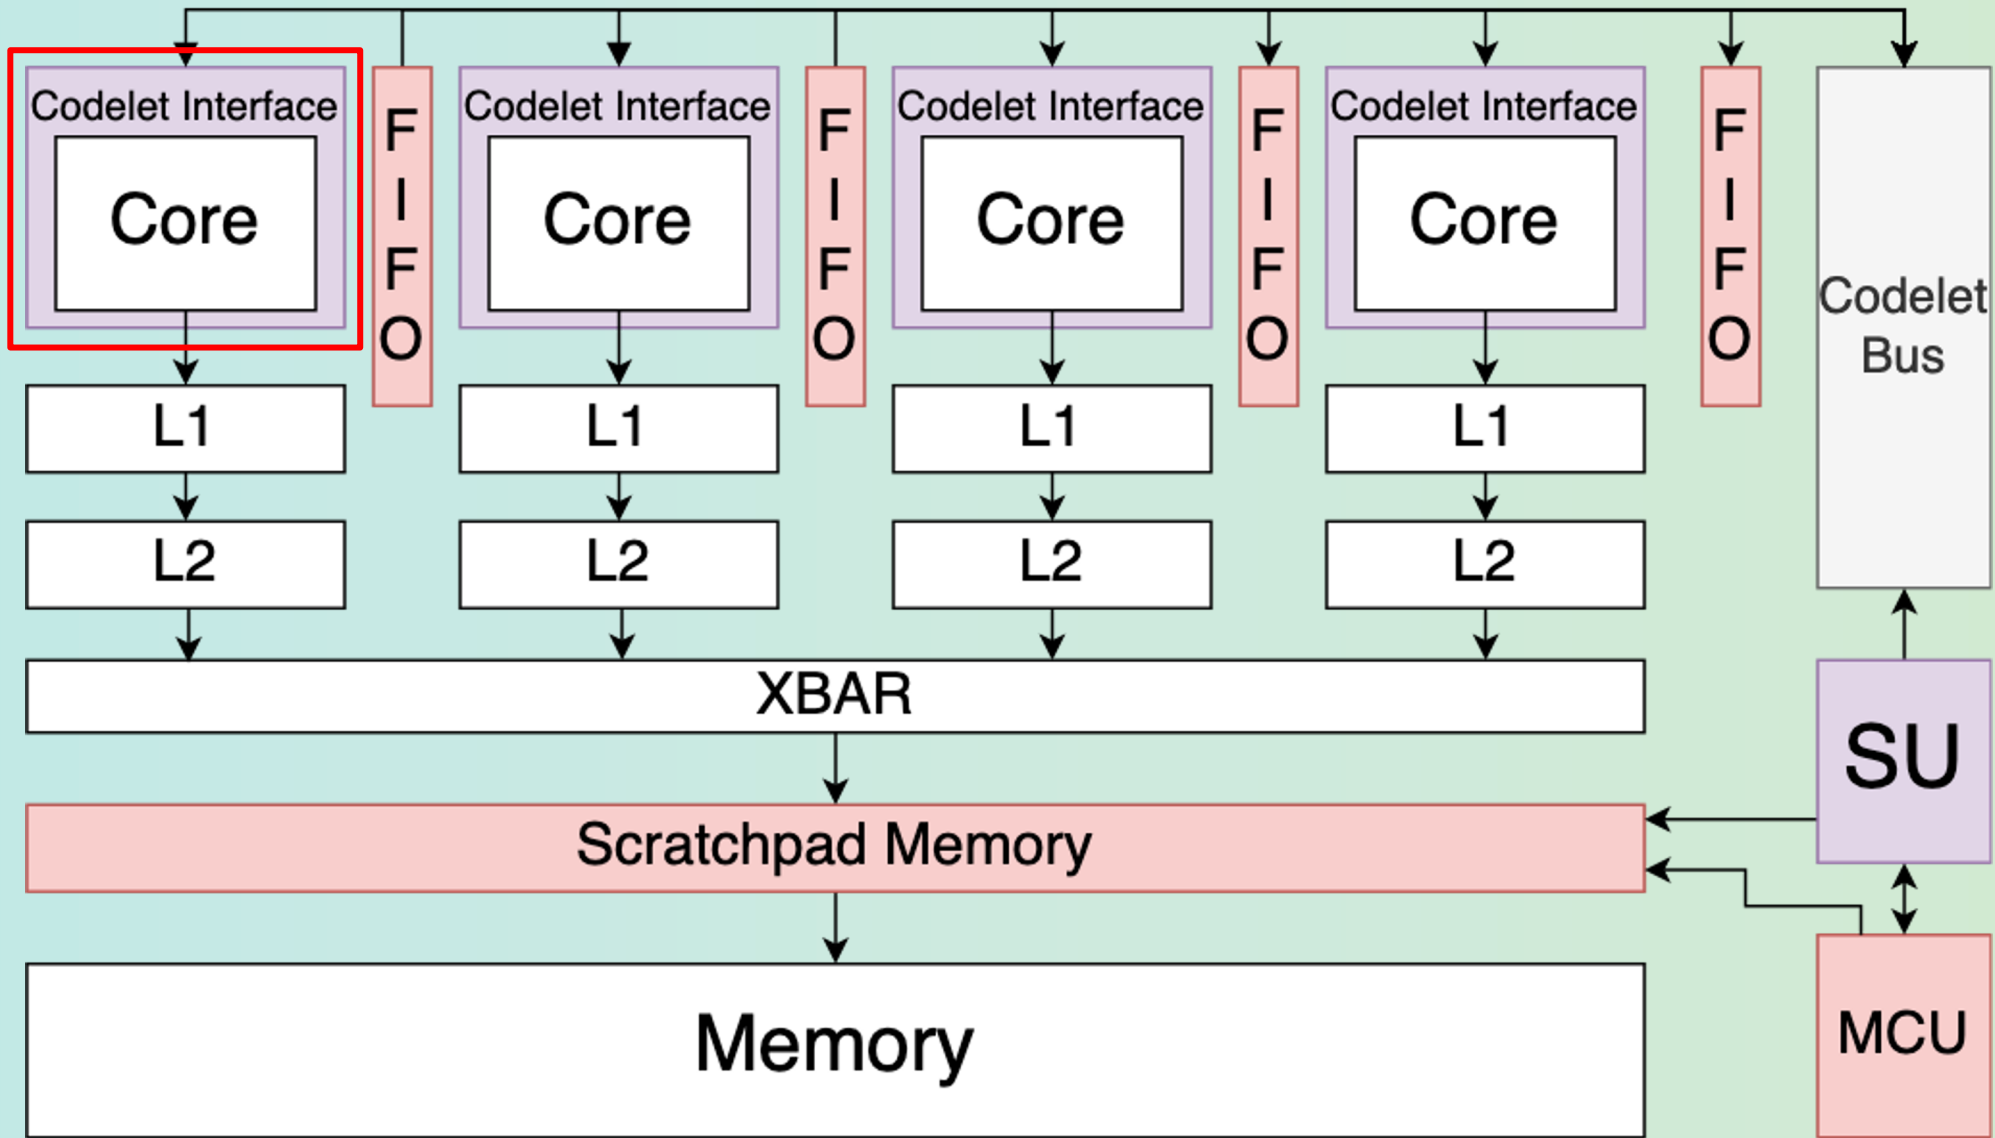 Codelet Interface
Core
F
I
F
O
Codelet Interface
Core
F
I
F
O
Codelet Interface
Core
F
I
F
O
Codelet Interface
Core
F
I
F
O
Codelet
Bus
L1
L1
L1
L1
L2
L2
L2
L2
XBAR
SU
Scratchpad Memory
Memory
MCU